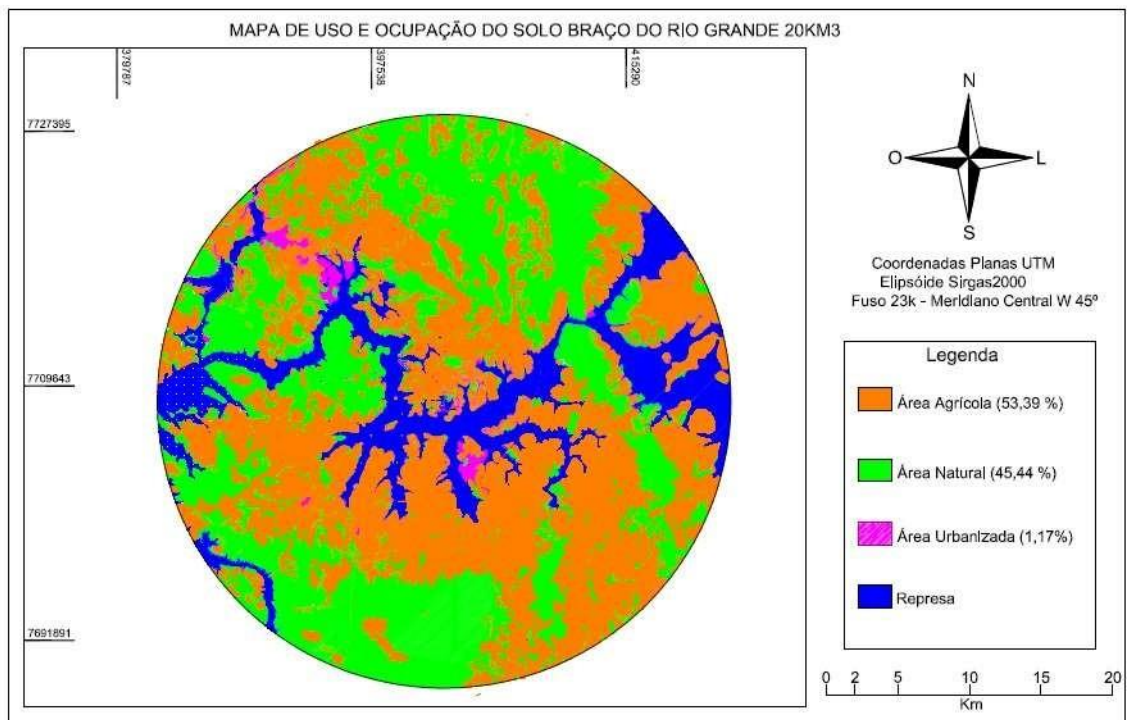 MAPA DE USO E OCUPAÇÃO DO SOLO BRAÇO DO RIO GRANDE 20KM3
379787
397538
415290
7727395
7709643
7691891
N
O
L
S
Coordenadas Planas UTM
Elipsóide Sirgas2000
Fuso 23k - Meridiano Central W 45º
Legenda
Área Agrícola (53,39 %)
Área Natural (45,44 %)
Área Urbanizada (1,17%)
Represa
0 2 5 10 15 20
Km